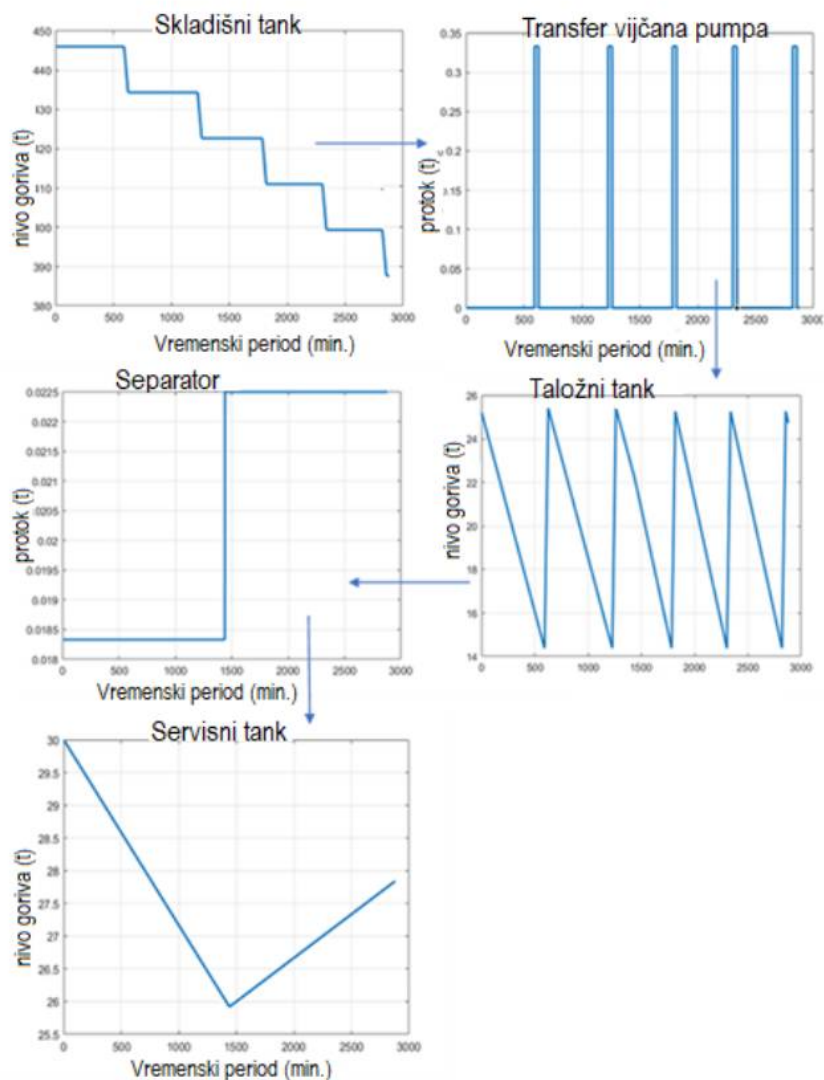 Skladišni tank
450
440
430
420
410
400
390
380
nivo goriva (t)
0 500 1000 1500 2000 2500 3000
Vremenski period (min.)
Transfer vijčana pumpa
0.35
0.3
0.25
0.2
0.15
0.1
0.05
0
protok (t)
0 500 1000 1500 2000 2500 3000
Vremenski period (min.)
Separator
0.0225
0.022
0.0215
0.021
0.0205
0.02
0.0195
0.019
0.0185
0.018
protok (t)
0 500 1000 1500 2000 2500 3000
Vremenski period (min.)
Taložni tank
26
24
22
20
18
16
14
nivo goriva (t)
0 500 1000 1500 2000 2500 3000
Servisni tank
30
29.5
29
28.5
28
27.5
27
26.5
26
25.5
nivo goriva (t)
0 500 1000 1500 2000 2500 3000
Vremenski period (min.)